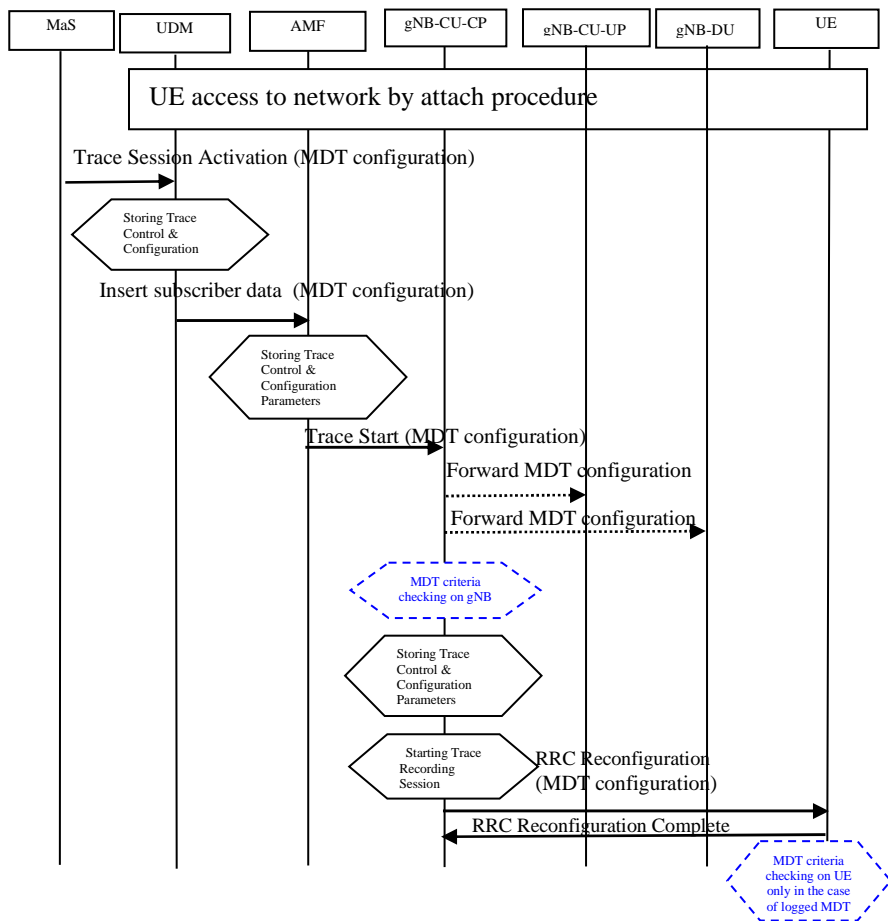 MaS
UDM
AMF
gNB-CU-CP
gNB-CU-UP
gNB-DU
UE
UE access to network by attach procedure
Trace Session Activation (MDT configuration)
Storing Trace
Control &
Configuration
Insert subscriber data (MDT configuration)
Storing Trace
Control &
Configuration
Parameters
Trace Start (MDT configuration)
Forward MDT configuration
Forward MDT configuration
MDT criteria
checking on gNB
Storing Trace
Control &
Configuration
Parameters
Starting Trace
Recording
Session
RRC Reconfiguration
(MDT configuration)
RRC Reconfiguration Complete
MDT criteria
checking on UE
only in the case
of logged MDT